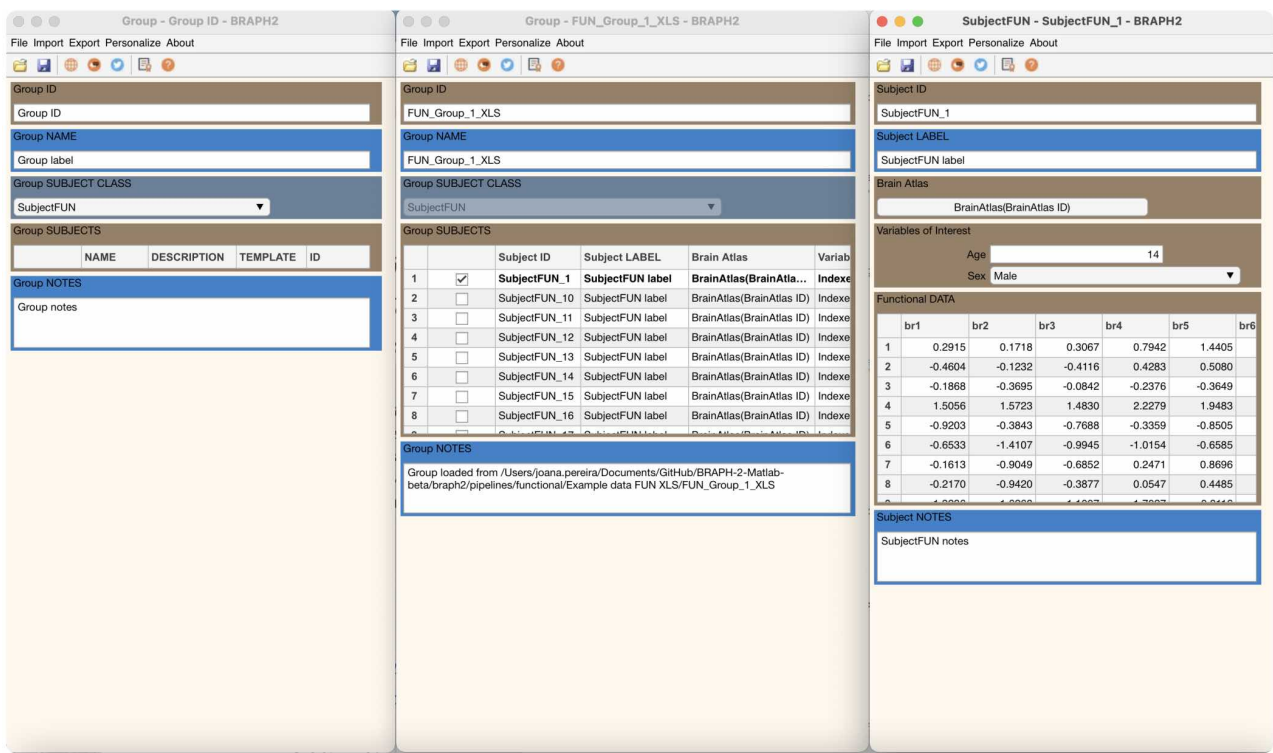 Group - Group ID - BRAPH2
File Import Export Personalize About
Group ID
Group ID
Group NAME
Group label
Group SUBJECT CLASS
SubjectFUN
Group SUBJECTS
NAME DESCRIPTION TEMPLATE ID
Group NOTES
Group notes
Group - FUN_Group_1_XLS - BRAPH2
File Import Export Personalize About
Group ID
FUN_Group_1_XLS
Group NAME
FUN_Group_1_XLS
Group SUBJECT CLASS
SubjectFUN
Group SUBJECTS
Subject ID Subject LABEL Brain Atlas Variab
1 SubjectFUN_1 SubjectFUN label BrainAtlas(BrainAtla... Indexe
2 SubjectFUN_10 SubjectFUN label BrainAtlas(BrainAtlas ID) Indexe
3 SubjectFUN_11 SubjectFUN label BrainAtlas(BrainAtlas ID) Indexe
4 SubjectFUN_12 SubjectFUN label BrainAtlas(BrainAtlas ID) Indexe
5 SubjectFUN_13 SubjectFUN label BrainAtlas(BrainAtlas ID) Indexe
6 SubjectFUN_14 SubjectFUN label BrainAtlas(BrainAtlas ID) Indexe
7 SubjectFUN_15 SubjectFUN label BrainAtlas(BrainAtlas ID) Indexe
8 SubjectFUN_16 SubjectFUN label BrainAtlas(BrainAtlas ID) Indexe
Group NOTES
Group loaded from /Users/joana.pereira/Documents/GitHub/BRAPH-2-Matlab-
beta/braph2/pipelines/functional/Example data FUN XLS/FUN_Group_1_XLS
SubjectFUN - SubjectFUN_1 - BRAPH2
File Import Export Personalize About
Subject ID
SubjectFUN_1
Subject LABEL
SubjectFUN label
Brain Atlas
BrainAtlas(BrainAtlas ID)
Variables of Interest
Age 14
Sex Male
Functional DATA
br1 br2 br3 br4 br5 br6
1 0.2915 0.1718 0.3067 0.7942 1.4405
2 -0.4604 -0.1232 -0.4116 0.4283 0.5080
3 -0.1868 -0.3695 -0.0842 -0.2376 -0.3649
4 1.5056 1.5723 1.4830 2.2279 1.9483
5 -0.9203 -0.3843 -0.7688 -0.3359 -0.8505
6 -0.6533 -1.4107 -0.9945 -1.0154 -0.6585
7 -0.1613 -0.9049 -0.6852 0.2471 0.8696
8 -0.2170 -0.9420 -0.3877 0.0547 0.4485
Subject NOTES
SubjectFUN notes